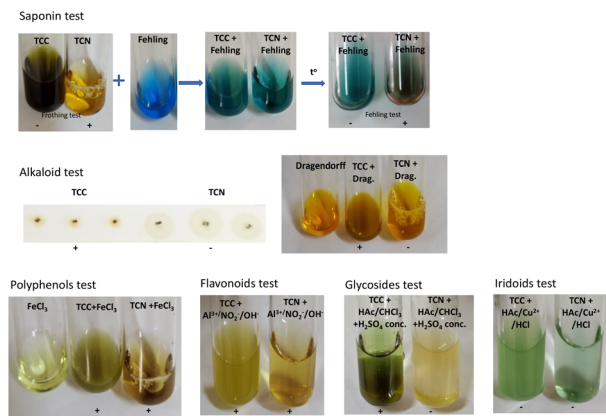 Saponin test
TCC
TCN
+
Fehling
TCC +
Fehling
TCN +
Fehling
tº
TCC +
Fehling
TCN +
Fehling
Frothing test
-
+
Fehling test
-
+
Alkaloid test
TCC
TCN
+
-
Dragendorff
TCC +
Drag.
TCN +
Drag.
+
-
Polyphenols test
FeCl₃
TCC+FeCl₃
TCN +FeCl₃
+
+
Flavonoids test
TCC +
Al³⁺/NO₂⁻/OH⁻
TCN +
Al³⁺/NO₂⁻/OH⁻
+
+
Glycosides test
TCC +
HAc/CHCl₃
+H₂SO₄ conc.
TCN +
HAc/CHCl₃
+H₂SO₄ conc.
+
-
Iridoids test
TCC +
HAc/Cu²⁺
/HCl
TCN +
HAc/Cu²⁺
/HCl
-
-